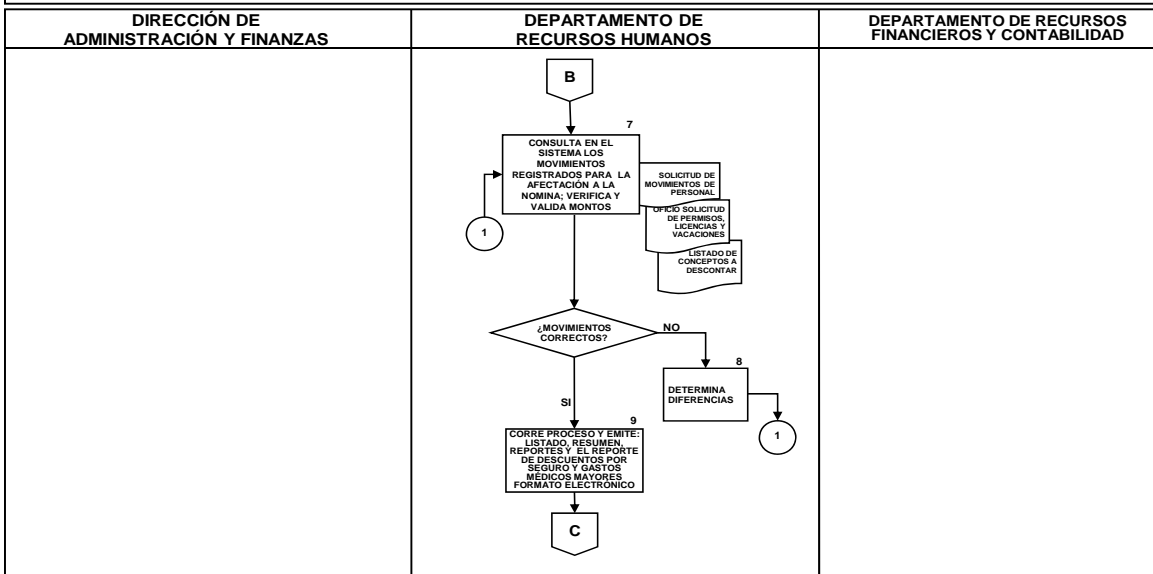 DIRECCIÓN DE
ADMINISTRACIÓN Y FINANZAS
DEPARTAMENTO DE
RECURSOS HUMANOS
DEPARTAMENTO DE RECURSOS
FINANCIEROS Y CONTABILIDAD
B
7
CONSULTA EN EL
SISTEMA LOS
MOVIMIENTOS
REGISTRADOS PARA LA
AFECTACIÓN A LA
NOMINA; VERIFICA Y
VALIDA MONTOS
SOLICITUD DE
MOVIMIENTOS DE
PERSONAL
OFICIO SOLICITUD
DE PERMISOS,
LICENCIAS Y
VACACIONES
LISTADO DE
CONCEPTOS A
DESCONTAR
1
¿MOVIMIENTOS
CORRECTOS?
NO
8
DETERMINA
DIFERENCIAS
1
SI
9
CORRE PROCESO Y EMITE:
LISTADO, RESUMEN,
REPORTES Y EL REPORTE
DE DESCUENTOS POR
SEGURO Y GASTOS
MÉDICOS MAYORES
FORMATO ELECTRÓNICO
C